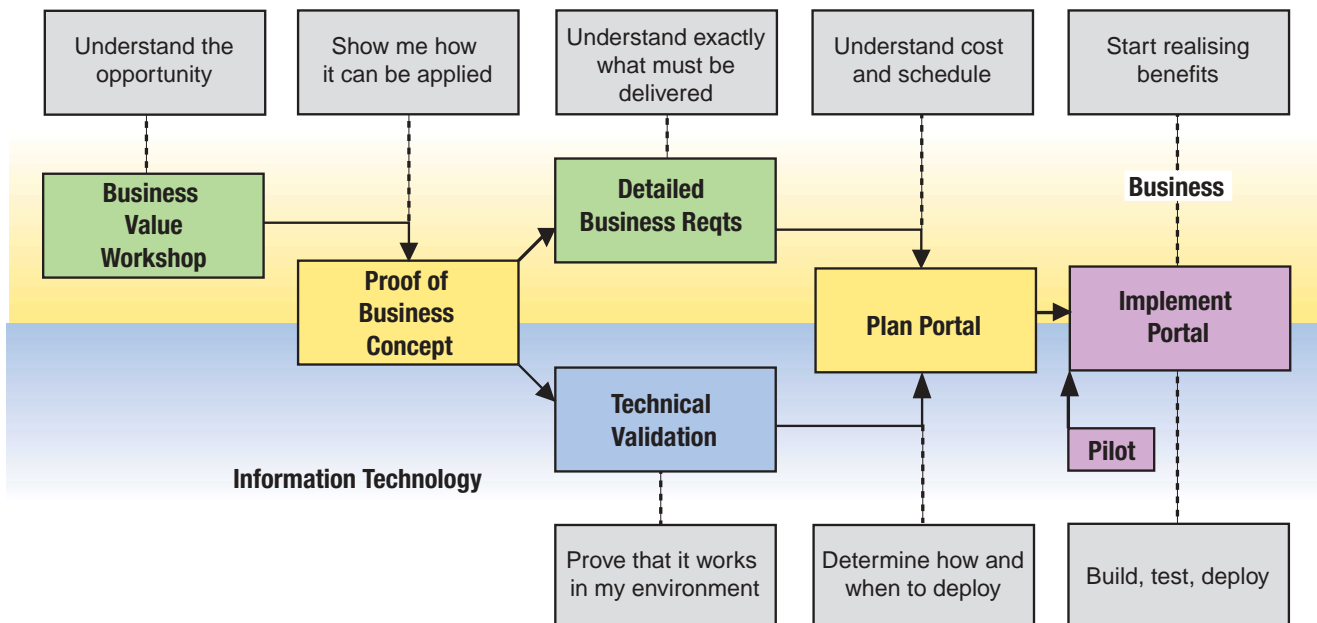 Understand the
opportunity
Show me how
it can be applied
Understand exactly
what must be
delivered
Understand cost
and schedule
Start realising
benefits
Business
Value
Workshop
Detailed
Business Reqts
Business
Proof of
Business
Concept
Plan Portal
Implement
Portal
Technical
Validation
Pilot
Information Technology
Prove that it works
in my environment
Determine how and
when to deploy
Build, test, deploy